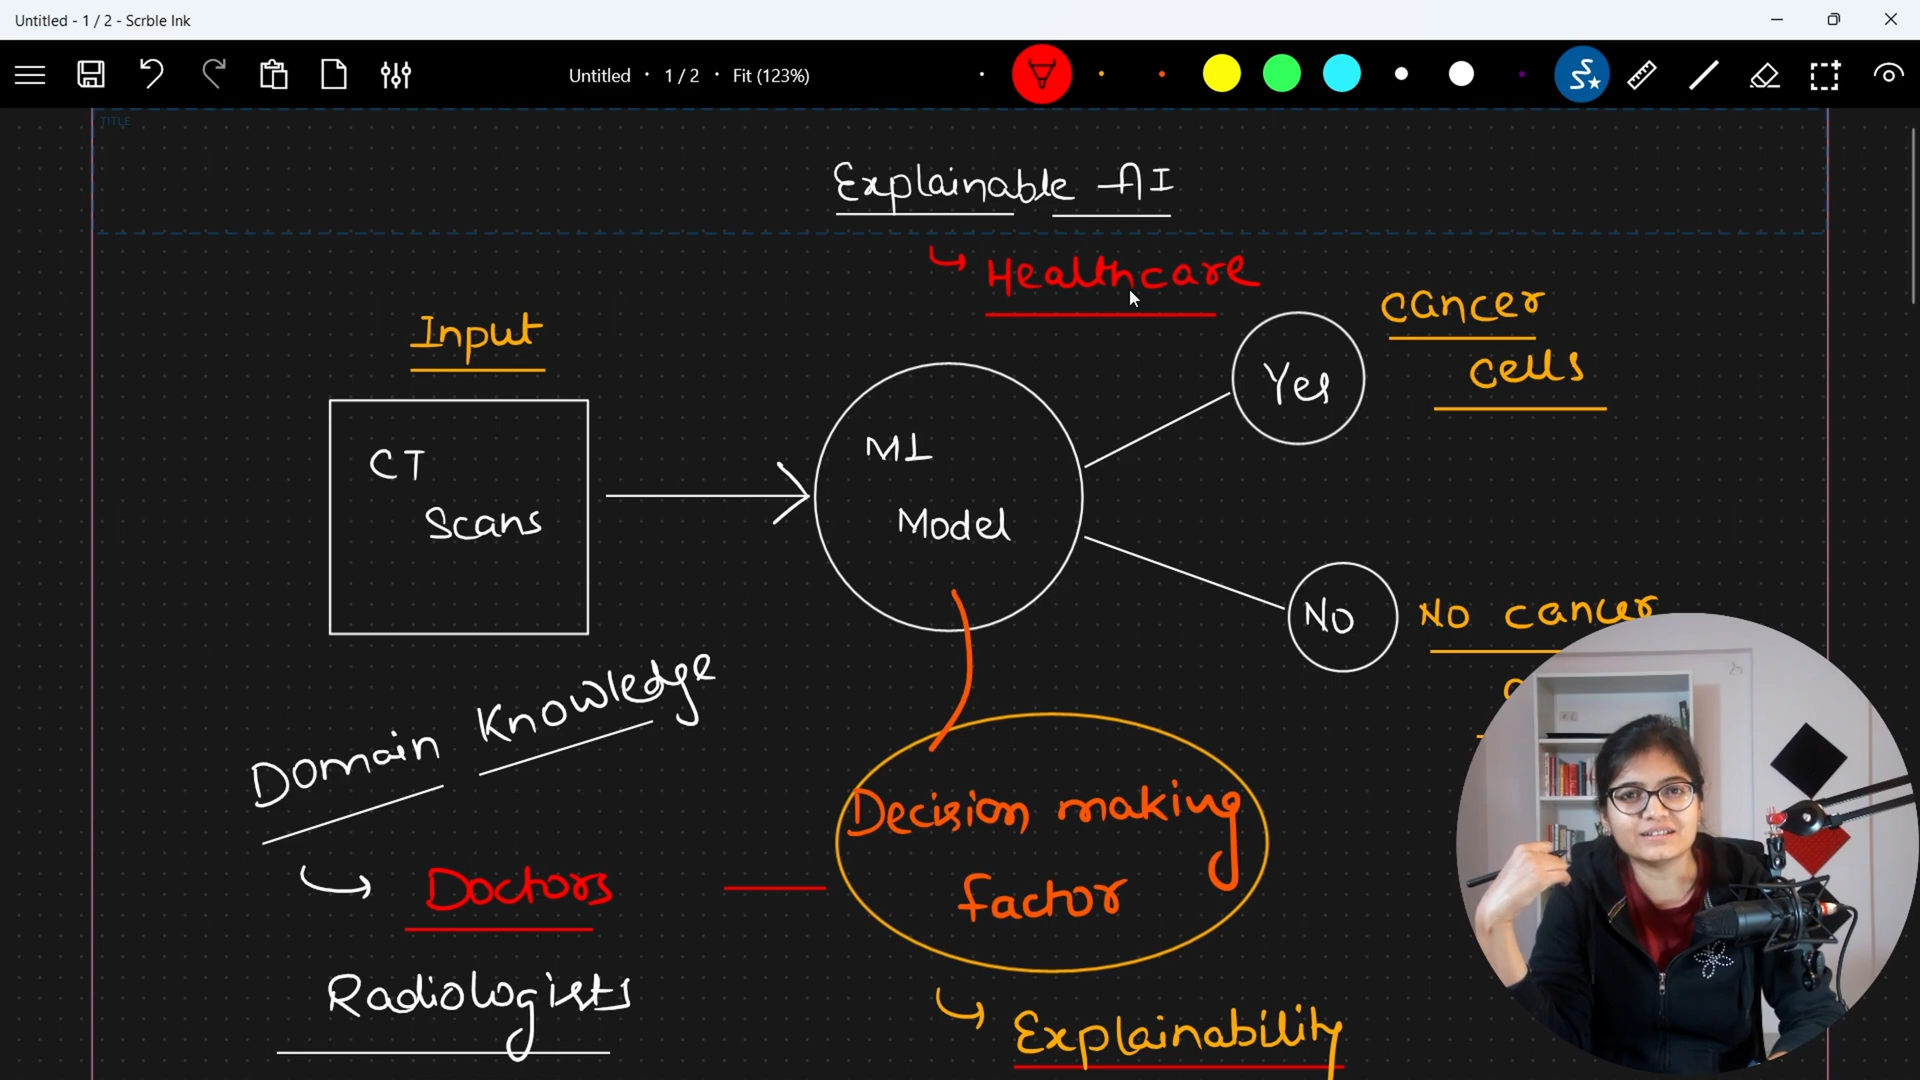 Untitled - 1 / 2 - Scrble Ink
Untitled • 1 / 2 • Fit (123%)
TITLE
Explainable AI
Healthcare
Input
CT
Scans
ML
Model
Yes
cancer
cells
No
No cancer
Domain Knowledge
Doctors
Radiologists
Decision making
factor
Explainability